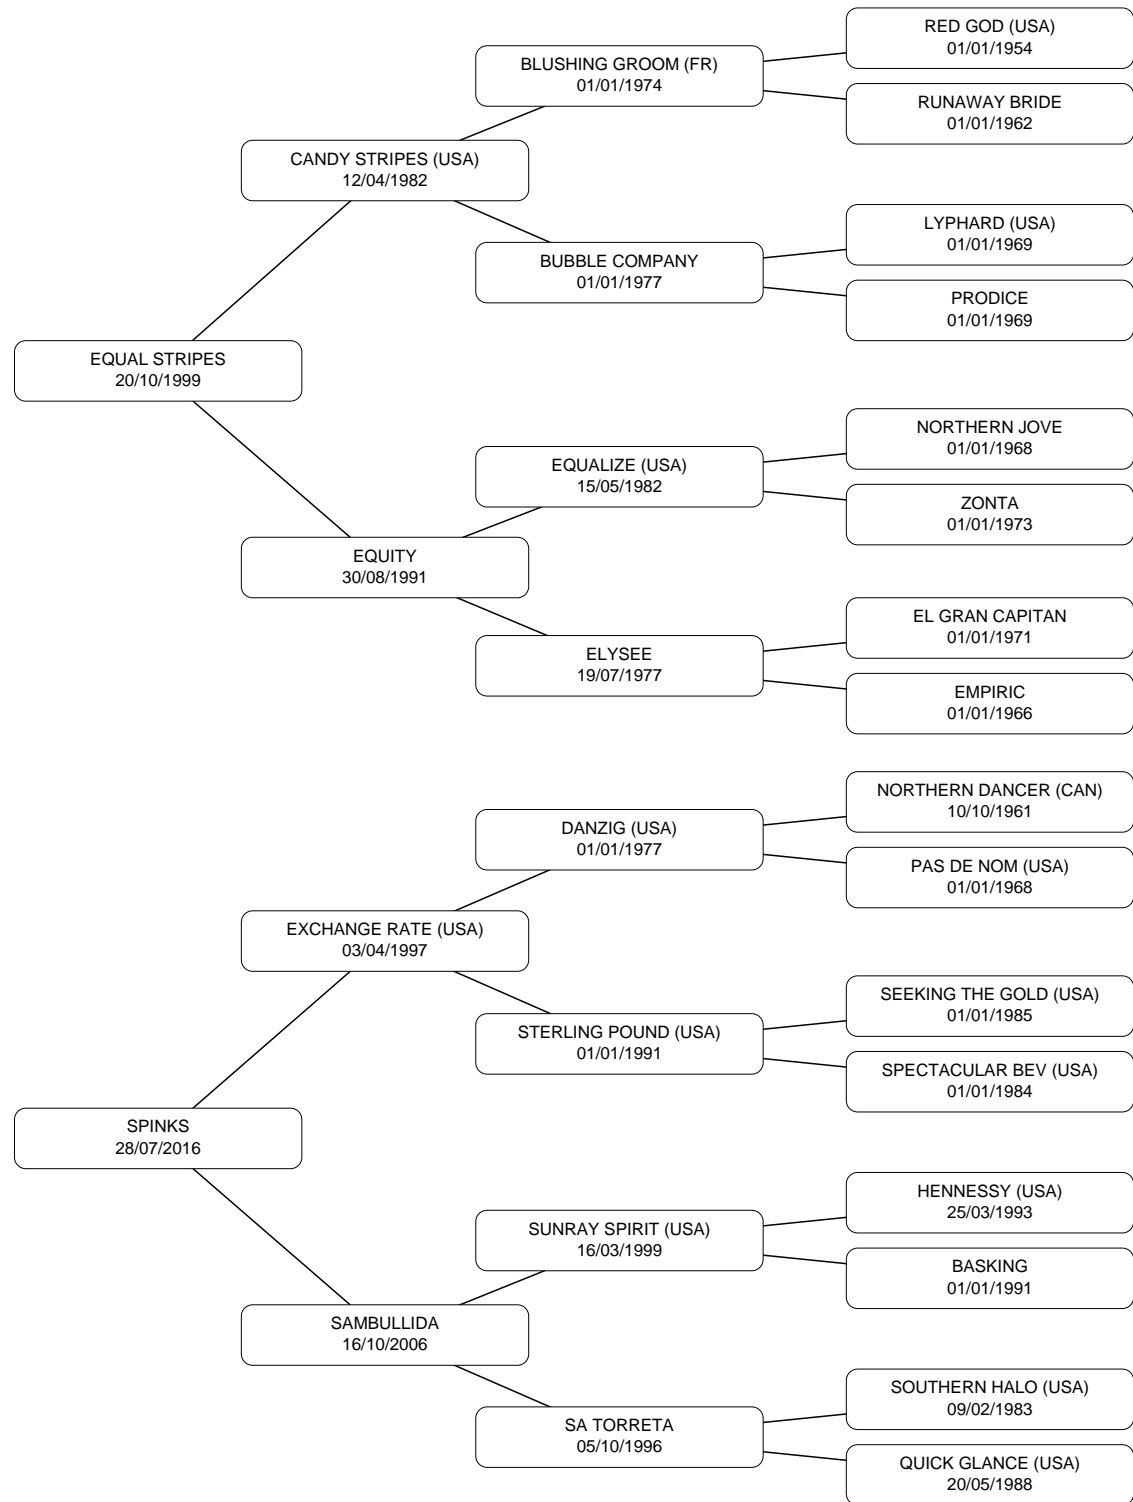 RED GOD (USA)
01/01/1954
BLUSHING GROOM (FR)
01/01/1974
RUNAWAY BRIDE
01/01/1962
CANDY STRIPES (USA)
12/04/1982
LYPHARD (USA)
01/01/1969
BUBBLE COMPANY
01/01/1977
PRODICE
01/01/1969
EQUAL STRIPES
20/10/1999
NORTHERN JOVE
01/01/1968
EQUALIZE (USA)
15/05/1982
ZONTA
01/01/1973
EQUITY
30/08/1991
EL GRAN CAPITAN
01/01/1971
ELYSEE
19/07/1977
EMPIRIC
01/01/1966
NORTHERN DANCER (CAN)
10/10/1961
DANZIG (USA)
01/01/1977
PAS DE NOM (USA)
01/01/1968
EXCHANGE RATE (USA)
03/04/1997
SEEKING THE GOLD (USA)
01/01/1985
STERLING POUND (USA)
01/01/1991
SPECTACULAR BEV (USA)
01/01/1984
SPINKS
28/07/2016
HENNESSY (USA)
25/03/1993
SUNRAY SPIRIT (USA)
16/03/1999
BASKING
01/01/1991
SAMBULLIDA
16/10/2006
SOUTHERN HALO (USA)
09/02/1983
SA TORRETA
05/10/1996
QUICK GLANCE (USA)
20/05/1988